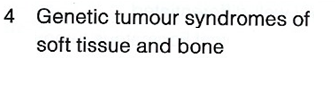 4 Genetic tumour syndromes of
soft tissue and bone